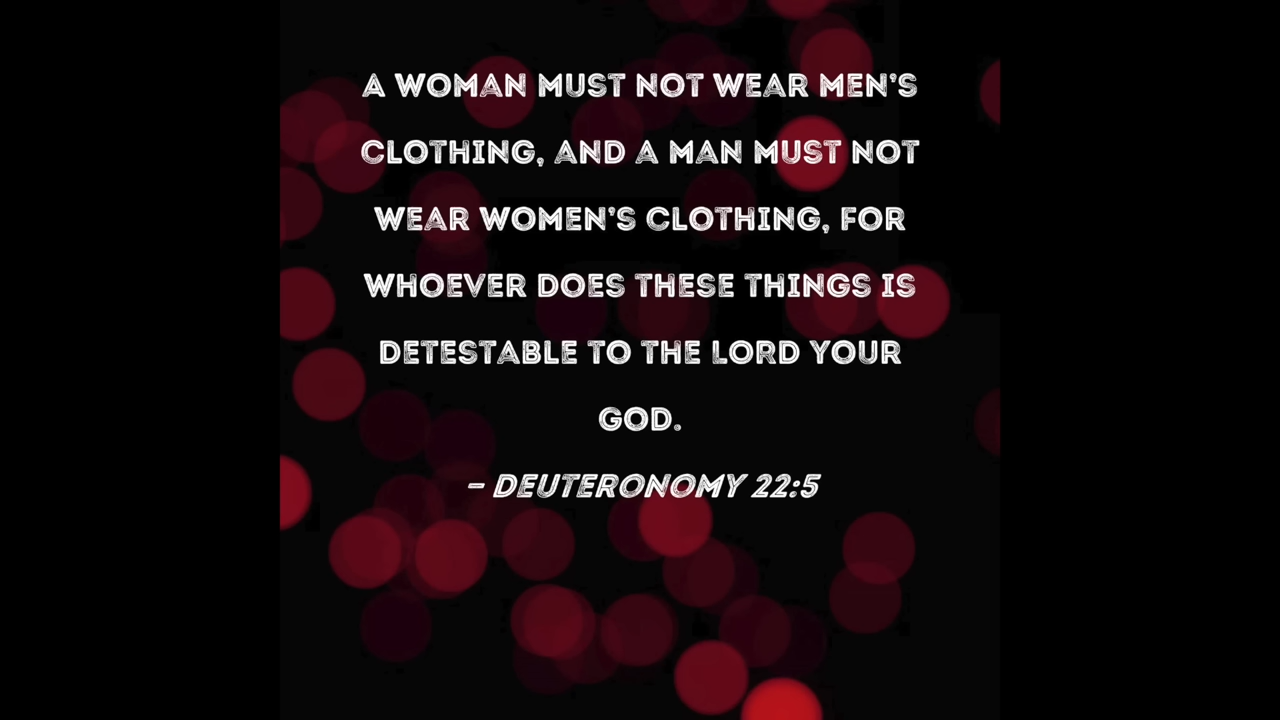 A WOMAN MUST NOT WEAR MEN'S
CLOTHING, AND A MAN MUST NOT
WEAR WOMEN'S CLOTHING, FOR
WHOEVER DOES THESE THINGS IS
DETESTABLE TO THE LORD YOUR
GOD.
– DEUTERONOMY 22:5